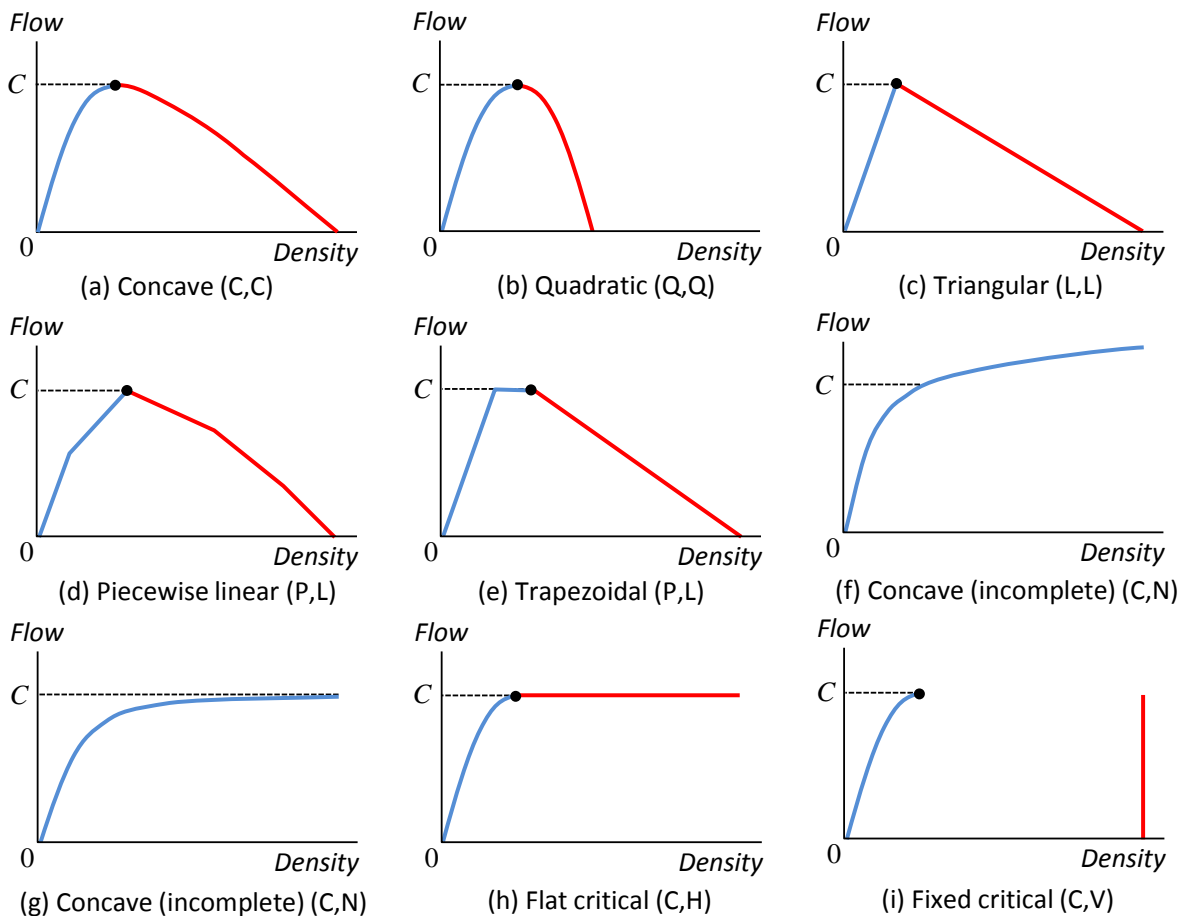 Flow
C
0
Density
(a) Concave (C,C)
Flow
C
0
Density
(b) Quadratic (Q,Q)
Flow
C
0
Density
(c) Triangular (L,L)
Flow
C
0
Density
(d) Piecewise linear (P,L)
Flow
C
0
Density
(e) Trapezoidal (P,L)
Flow
C
0
Density
(f) Concave (incomplete) (C,N)
Flow
C
0
Density
(g) Concave (incomplete) (C,N)
Flow
C
0
Density
(h) Flat critical (C,H)
Flow
C
0
Density
(i) Fixed critical (C,V)